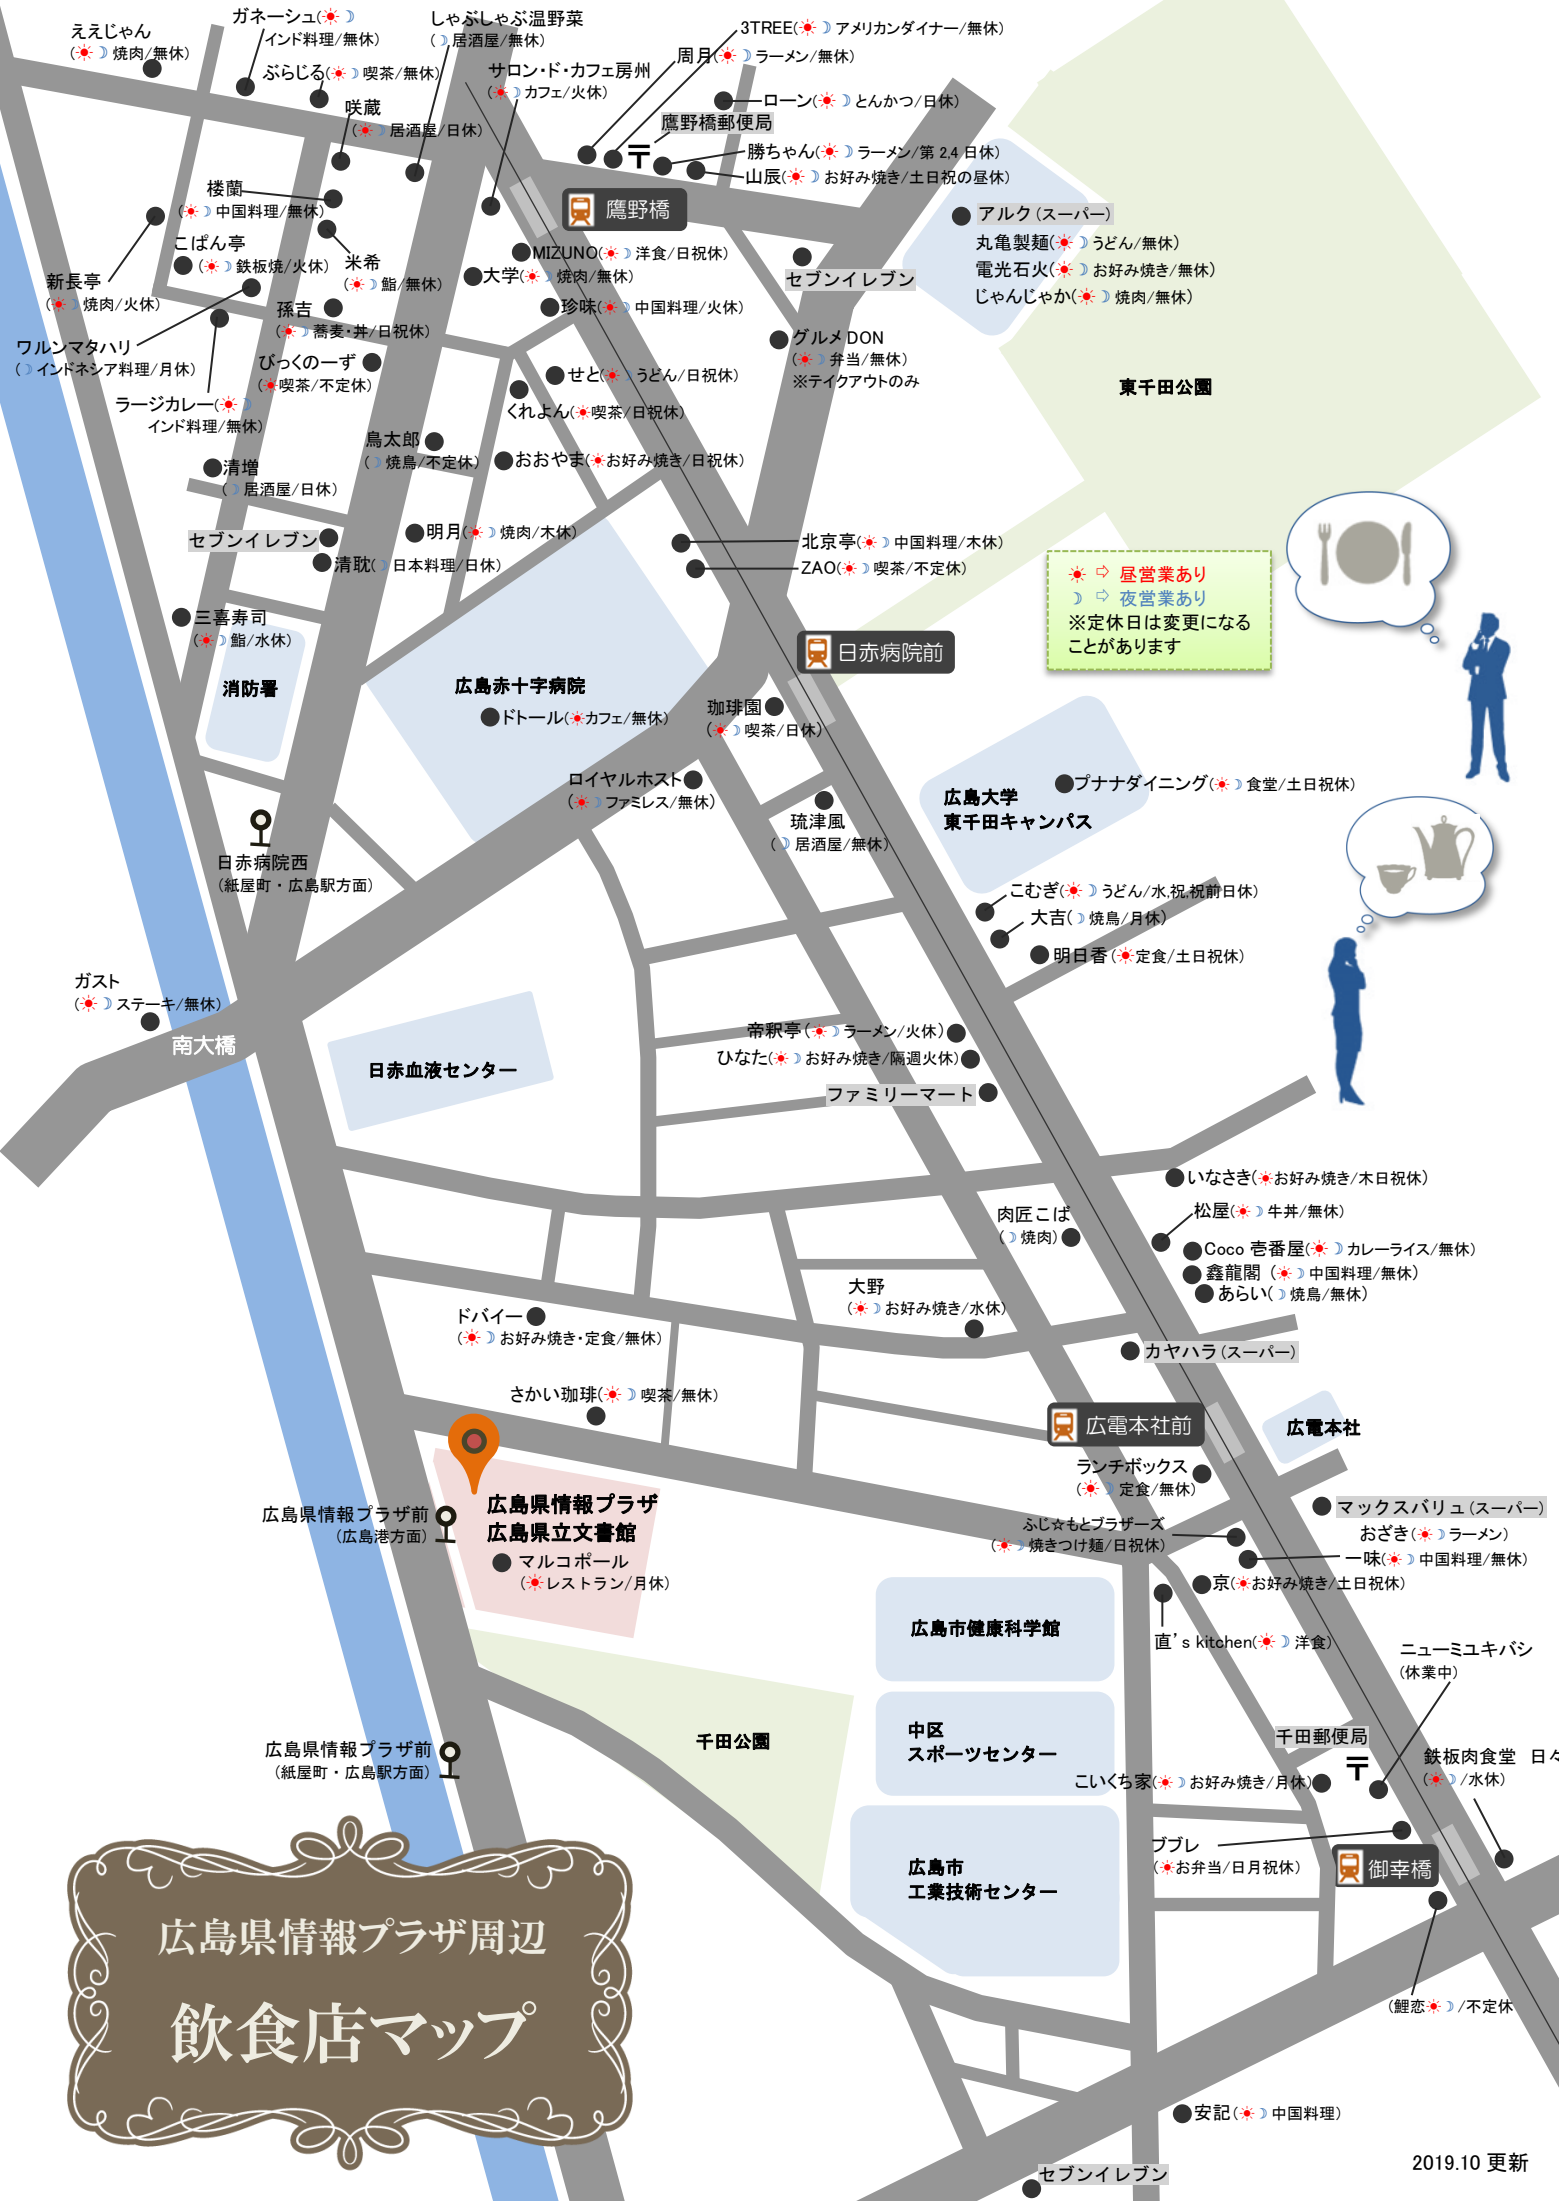 ええじゃん
(☀☽焼肉/無休)
ガネーシュ(☀☽
インド料理/無休)
ぶらじる(☀☽喫茶/無休)
しゃぶしゃぶ温野菜
(☽居酒屋/無休)
咲蔵
(☀☽居酒屋/日休)
サロン・ド・カフェ房州
(☀☽カフェ/火休)
3TREE(☀☽アメリカンダイナー/無休)
周月(☀☽ラーメン/無休)
ローン(☀☽とんかつ/日休)
鷹野橋郵便局
〒
勝ちゃん(☀☽ラーメン/第2,4日休)
山辰(☀☽お好み焼き/土日祝の昼休)
鷹野橋
楼蘭
(☀☽中国料理/無休)
こぱん亭
(☀☽鉄板焼/火休)
米希
(☀☽鮨/無休)
新長亭
(☀☽焼肉/火休)
孫吉
(☀☽蕎麦・丼/日祝休)
ワルンマタハリ
(☽インドネシア料理/月休)
びっくのーず
(☀喫茶/不定休)
ラージカレー(☀☽
インド料理/無休)
MIZUNO(☀☽洋食/日祝休)
大学(☀☽焼肉/無休)
珍味(☀☽中国料理/火休)
セブンイレブン
アルク(スーパー)
丸亀製麺(☀☽うどん/無休)
電光石火(☀☽お好み焼き/無休)
じゃんじゃか(☀☽焼肉/無休)
グルメDON
(☀☽弁当/無休)
※テイクアウトのみ
東千田公園
せと(☀☽うどん/日祝休)
くれよん(☀喫茶/日祝休)
鳥太郎
(☽焼鳥/不定休)
おおやま(☀お好み焼き/日祝休)
清増
(☽居酒屋/日休)
セブンイレブン
明月(☀☽焼肉/木休)
清耽(☽日本料理/日休)
北京亭(☀☽中国料理/木休)
ZAO(☀☽喫茶/不定休)
☀⇨昼営業あり
☽⇨夜営業あり
※定休日は変更になる
ことがあります
三喜寿司
(☀☽鮨/水休)
消防署
広島赤十字病院
ドトール(☀カフェ/無休)
日赤病院前
珈琲園
(☀☽喫茶/日休)
ロイヤルホスト
(☀☽ファミレス/無休)
琉津風
(☽居酒屋/無休)
広島大学
東千田キャンパス
プナナダイニング(☀☽食堂/土日祝休)
日赤病院西
(紙屋町・広島駅方面)
こむぎ(☀☽うどん/水,祝,祝前日休)
大吉(☽焼鳥/月休)
明日香(☀定食/土日祝休)
ガスト
(☀☽ステーキ/無休)
南大橋
日赤血液センター
帝釈亭(☀☽ラーメン/火休)
ひなた(☀☽お好み焼き/隔週火休)
ファミリーマート
いなさき(☀お好み焼き/木日祝休)
松屋(☀☽牛丼/無休)
肉匠こば
(☽焼肉)
Coco壱番屋(☀☽カレーライス/無休)
鑫龍閣(☀☽中国料理/無休)
あらい(☽焼鳥/無休)
大野
(☀☽お好み焼き/水休)
ドバイー
(☀☽お好み焼き・定食/無休)
カヤハラ(スーパー)
さかい珈琲(☀☽喫茶/無休)
広電本社前
広電本社
ランチボックス
(☀☽定食/無休)
マックスバリュ(スーパー)
おざき(☀☽ラーメン)
一味(☀☽中国料理/無休)
ふじ☆もとブラザーズ
(☀☽焼きつけ麺/日祝休)
京(☀お好み焼き/土日祝休)
広島県情報プラザ
広島県立文書館
マルコポール
(☀レストラン/月休)
広島県情報プラザ前
(広島港方面)
広島市健康科学館
直's kitchen(☀☽洋食)
ニューミユキバシ
(休業中)
中区
スポーツセンター
千田公園
千田郵便局
〒
広島県情報プラザ前
(紙屋町・広島駅方面)
こいくち家(☀☽お好み焼き/月休)
鉄板肉食堂 日々
(☀☽/水休)
ブブレ
(☀お弁当/日月祝休)
御幸橋
広島市
工業技術センター
広島県情報プラザ周辺
飲食店マップ
(鯉恋☀☽/不定休
安記(☀☽中国料理)
セブンイレブン
2019.10 更新